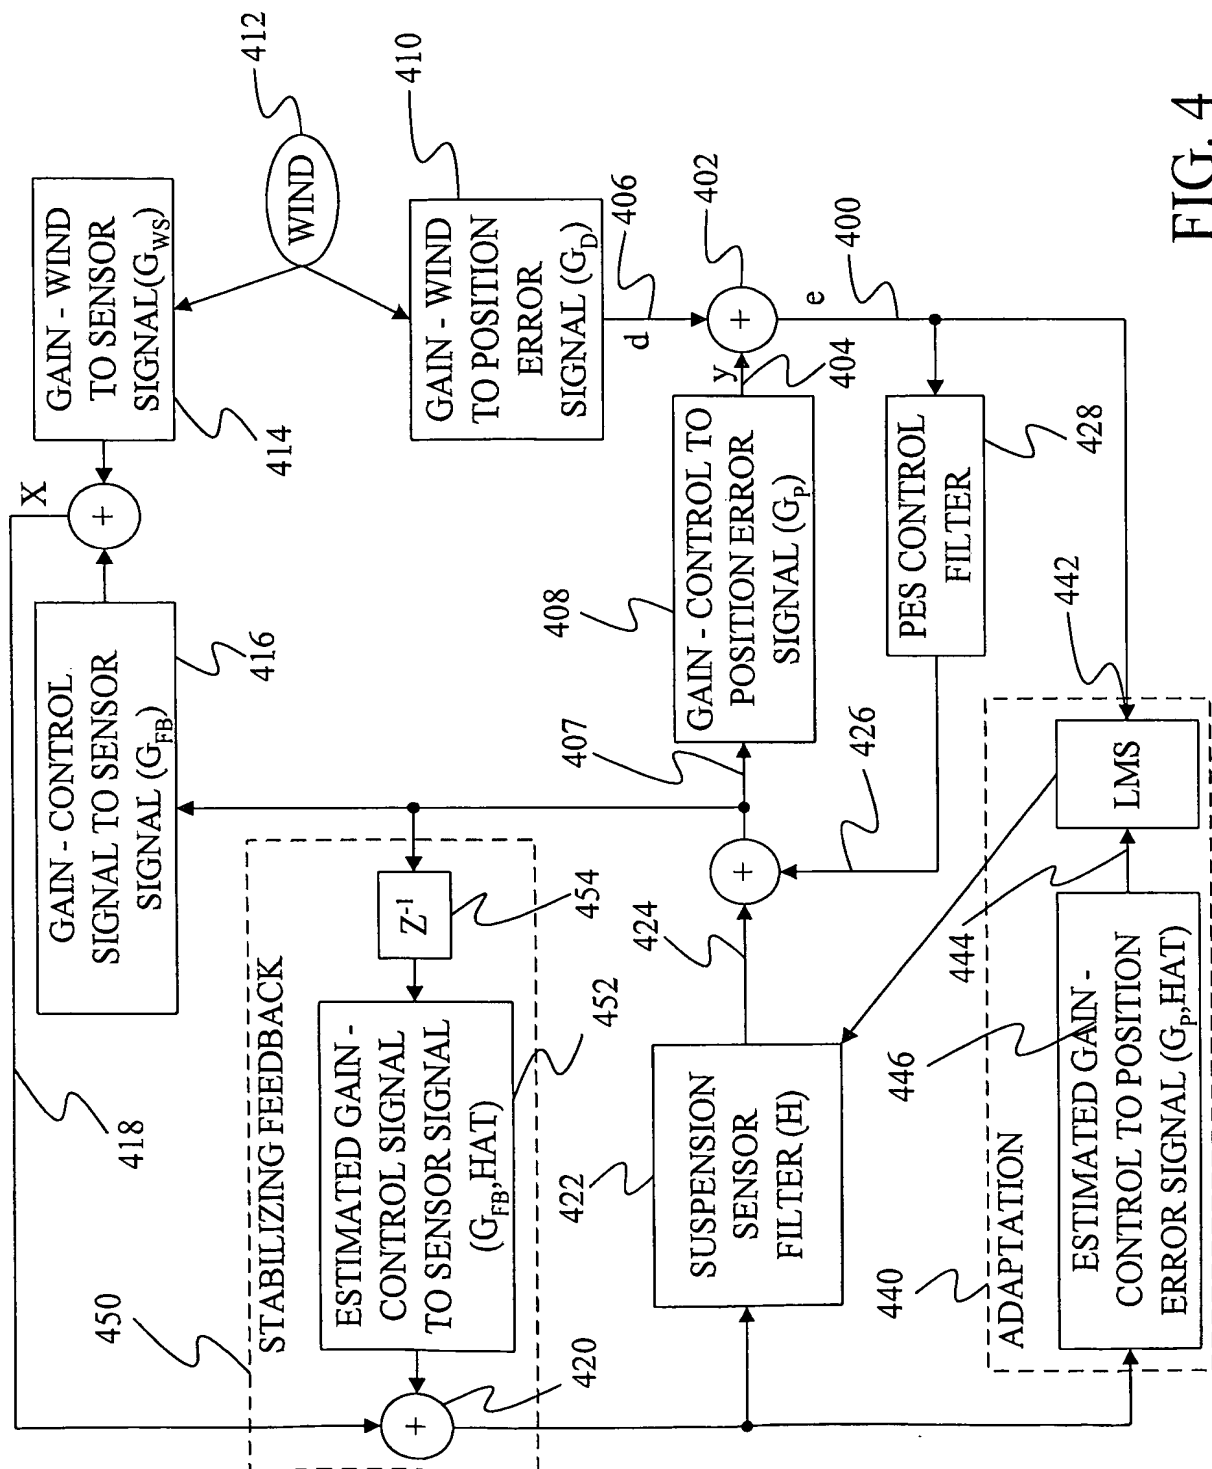 X
418
GAIN - WIND
TO SENSOR
SIGNAL(G_WS)
414
412
WIND
GAIN - CONTROL
SIGNAL TO SENSOR
SIGNAL (G_FB)
416
410
GAIN - WIND
TO POSITION
ERROR
SIGNAL (G_D)
406
d
450
STABILIZING FEEDBACK
Z⁻¹
454
ESTIMATED GAIN -
CONTROL SIGNAL
TO SENSOR SIGNAL
(G_FB,HAT)
452
+
420
422
SUSPENSION
SENSOR
FILTER (H)
424
+
407
408
GAIN - CONTROL TO
POSITION ERROR
SIGNAL (G_P)
y
404
+
402
e
400
426
PES CONTROL
FILTER
428
440
ADAPTATION
446
ESTIMATED GAIN -
CONTROL TO POSITION
ERROR SIGNAL (G_P,HAT)
444
LMS
442
+
FIG. 4